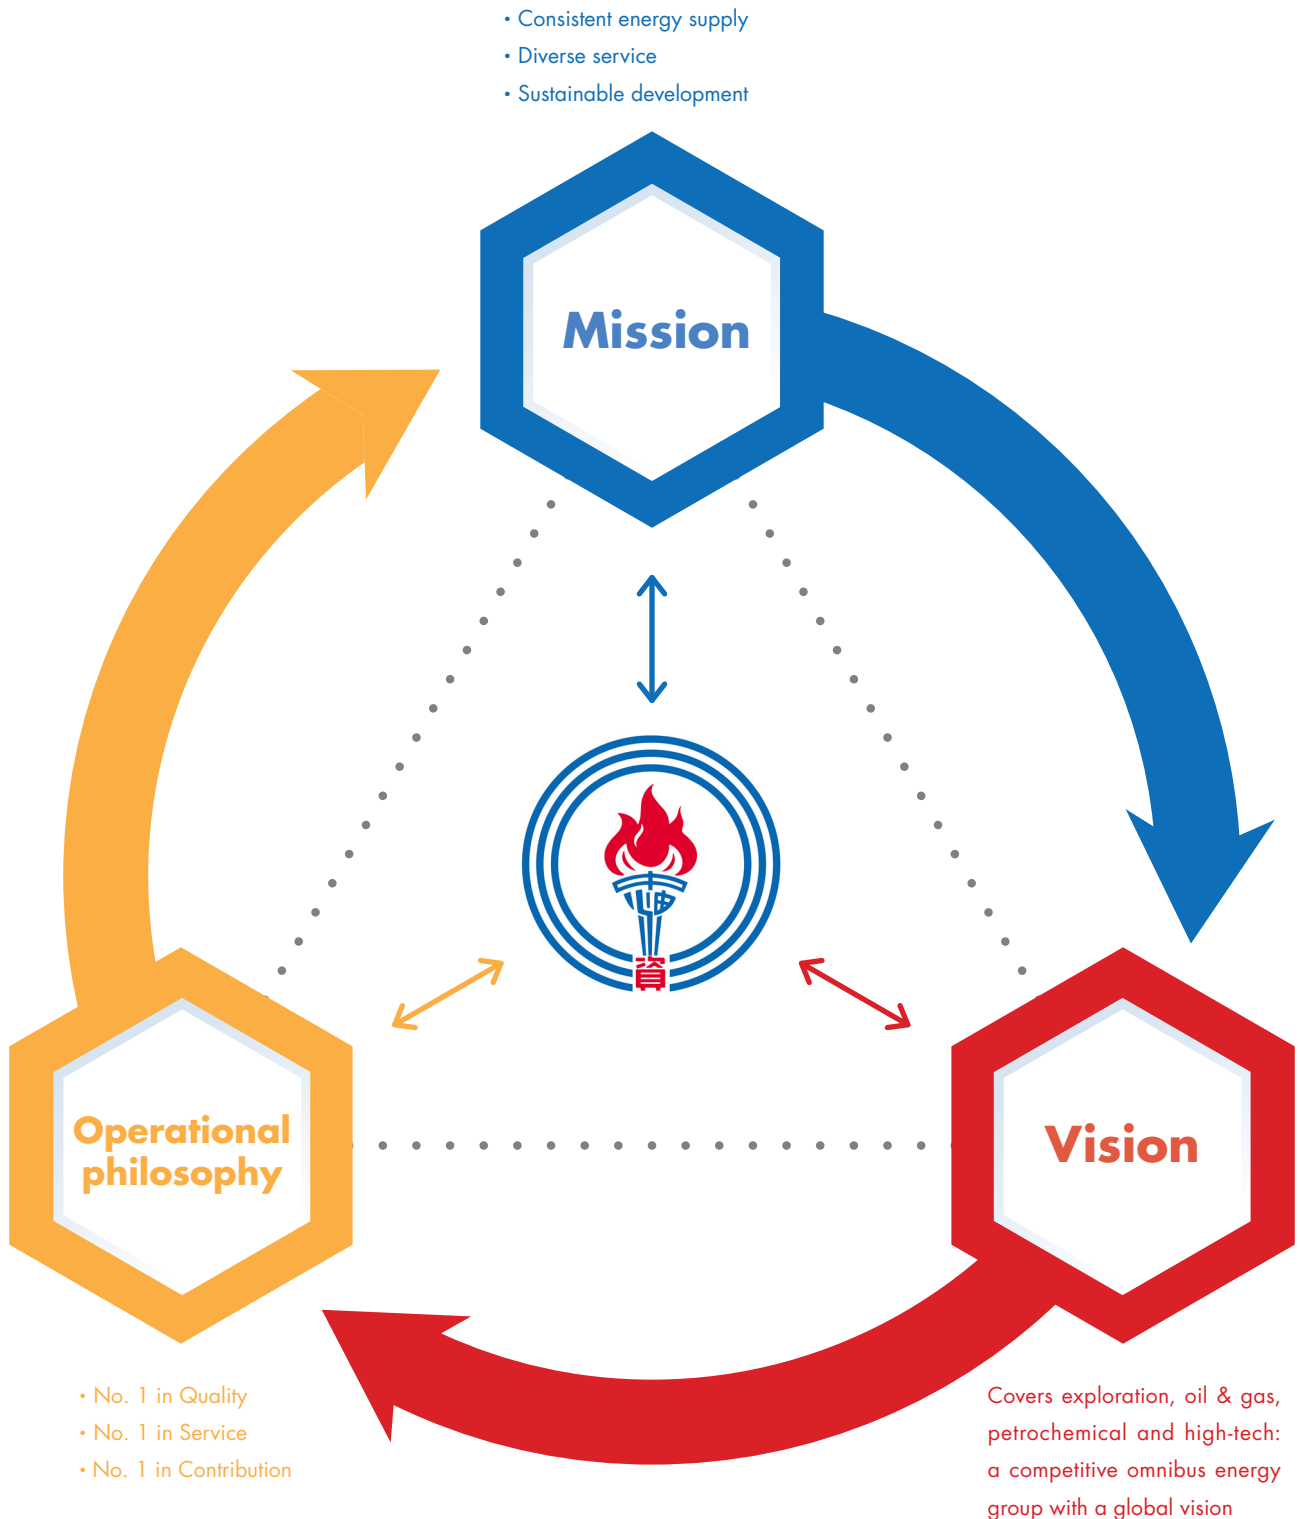 • Consistent energy supply
• Diverse service
• Sustainable development
Mission
Operational
philosophy
Vision
資
• No. 1 in Quality
• No. 1 in Service
• No. 1 in Contribution
Covers exploration, oil & gas,
petrochemical and high-tech:
a competitive omnibus energy
group with a global vision